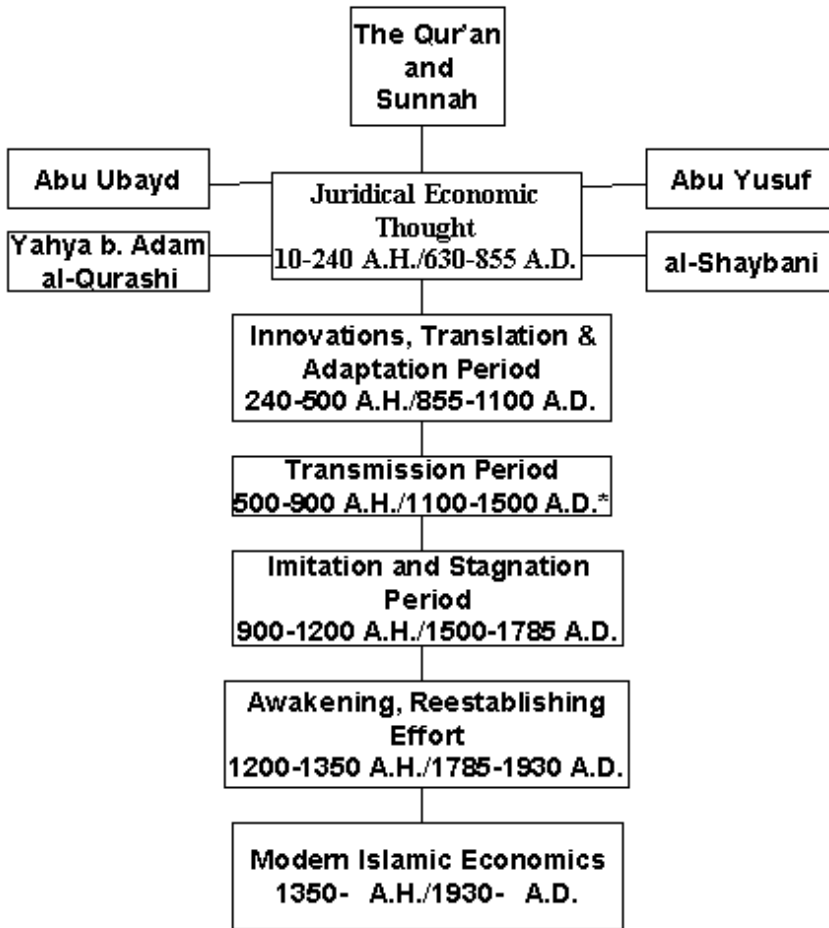 The Qur'an
and
Sunnah
Abu Ubayd
Juridical Economic
Thought
10-240 A.H./630-855 A.D.
Abu Yusuf
Yahya b. Adam
al-Qurashi
al-Shaybani
Innovations, Translation &
Adaptation Period
240-500 A.H./855-1100 A.D.
Transmission Period
500-900 A.H./1100-1500 A.D.*
Imitation and Stagnation
Period
900-1200 A.H./1500-1785 A.D.
Awakening, Reestablishing
Effort
1200-1350 A.H./1785-1930 A.D.
Modern Islamic Economics
1350- A.H./1930- A.D.